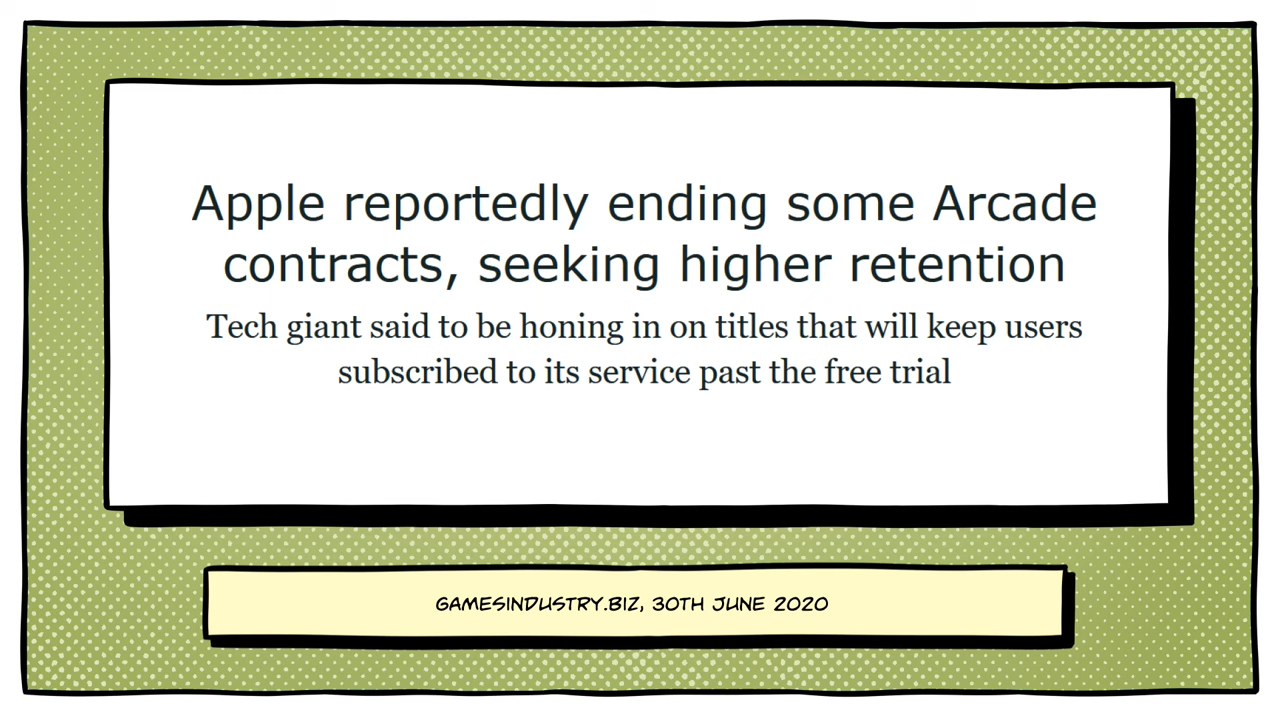 Apple reportedly ending some Arcade
contracts, seeking higher retention
Tech giant said to be honing in on titles that will keep users
subscribed to its service past the free trial
GAMESINDUSTRY.BIZ, 30TH JUNE 2020